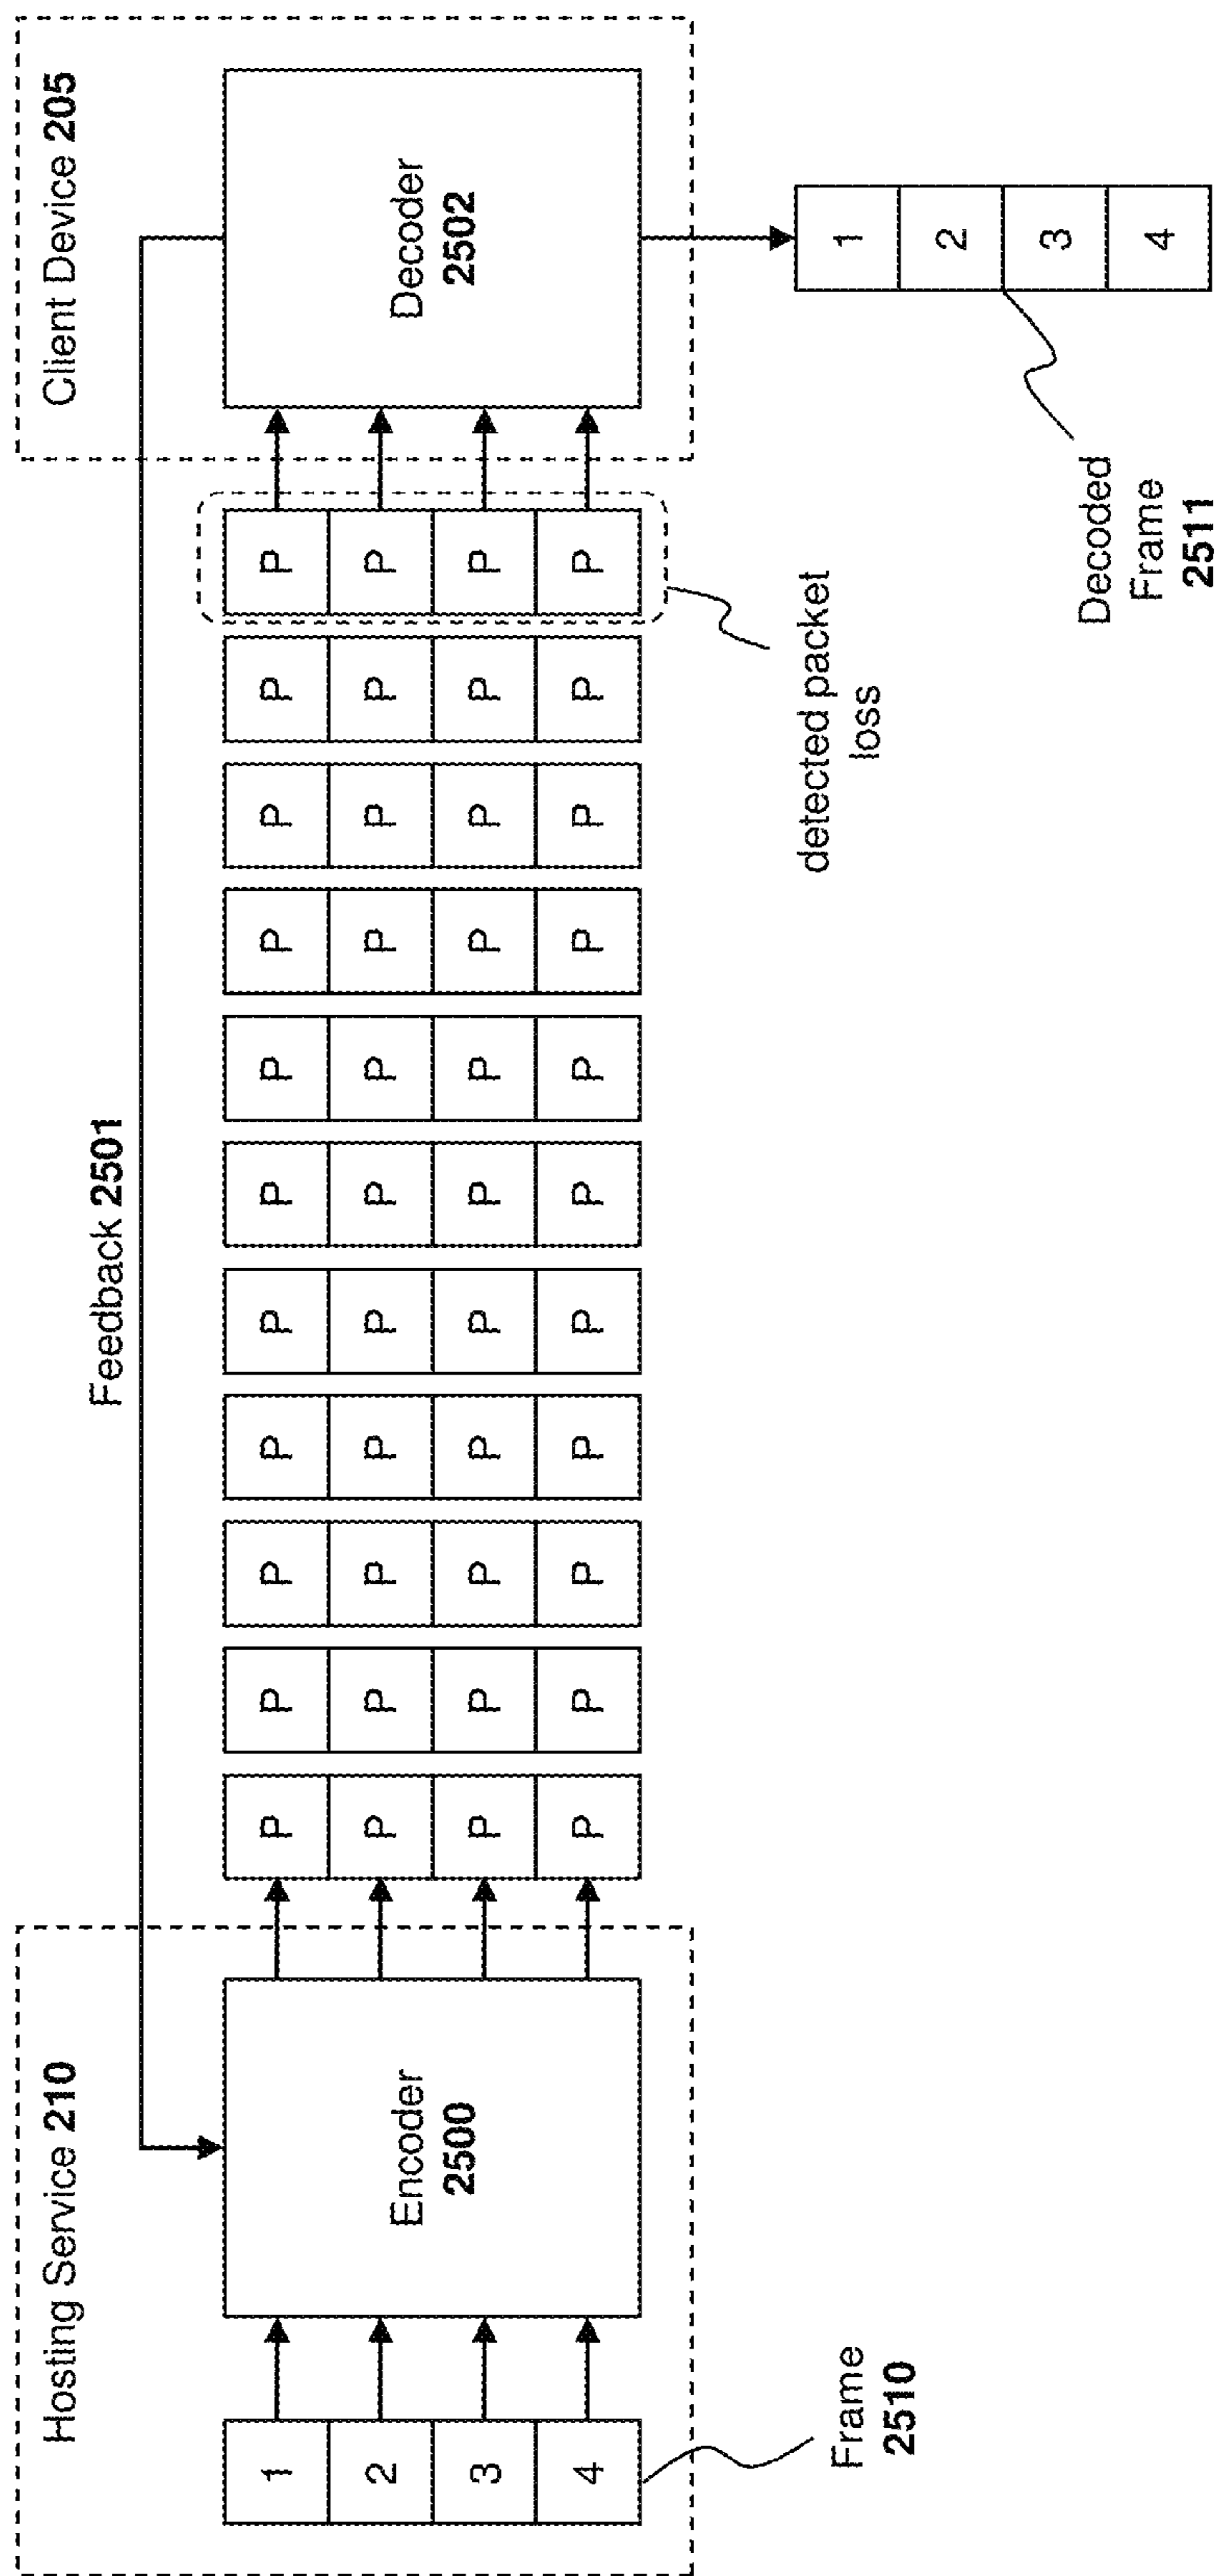 Hosting Service 210
Client Device 205
Feedback 2501
1 P P P P P P P P P P P
2 P P P P P P P P P P P
3 P P P P P P P P P P P
4 P P P P P P P P P P P
Encoder
2500
Decoder
2502
Frame
2510
detected packet
loss
1
2
3
4
Decoded
Frame
2511